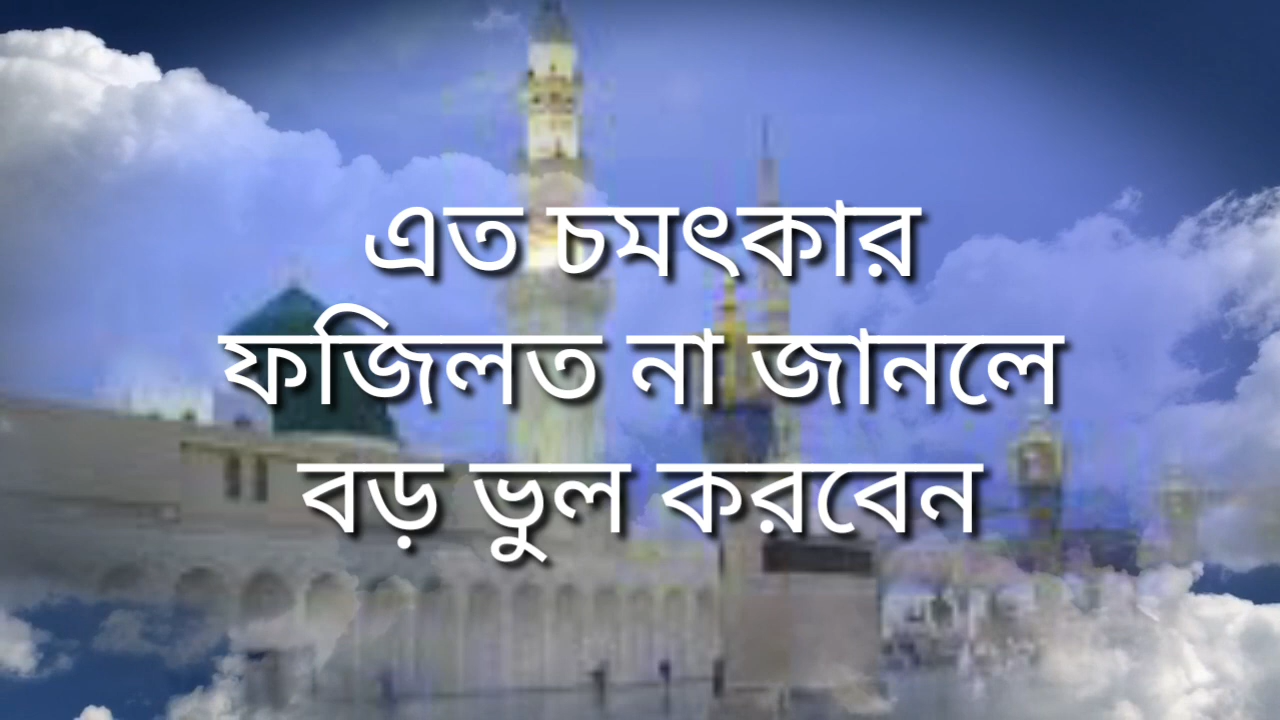 এত চমৎকার
ফজিলত না জানলে
বড় ভুল করবেন